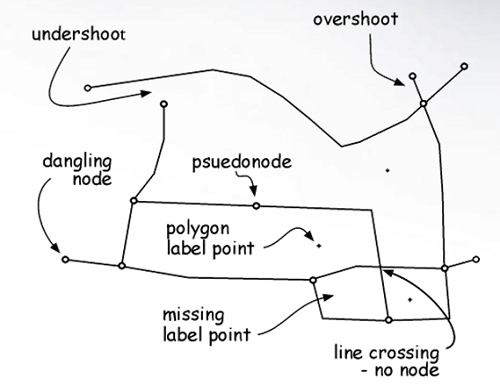 overshoot
undershoot
dangling
node
psuedonode
polygon
label point
missing
label point
line crossing
- no node